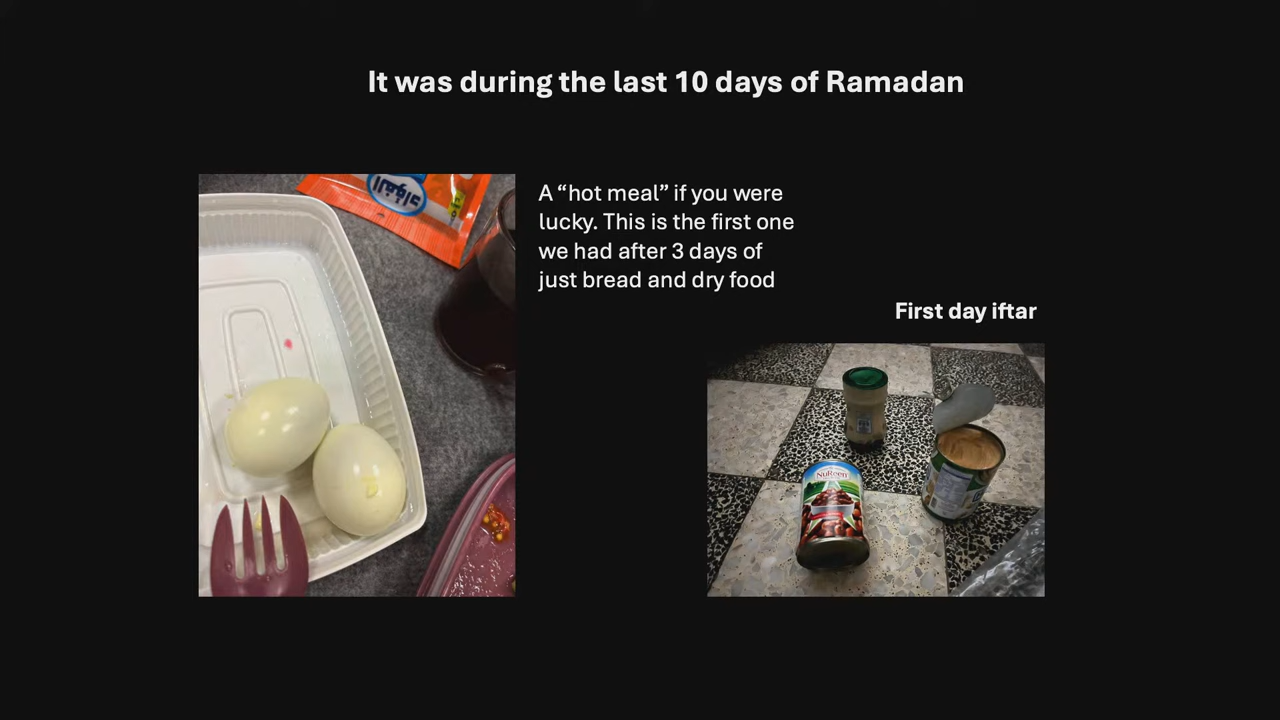 It was during the last 10 days of Ramadan
A “hot meal” if you were
lucky. This is the first one
we had after 3 days of
just bread and dry food
First day iftar
NuReen